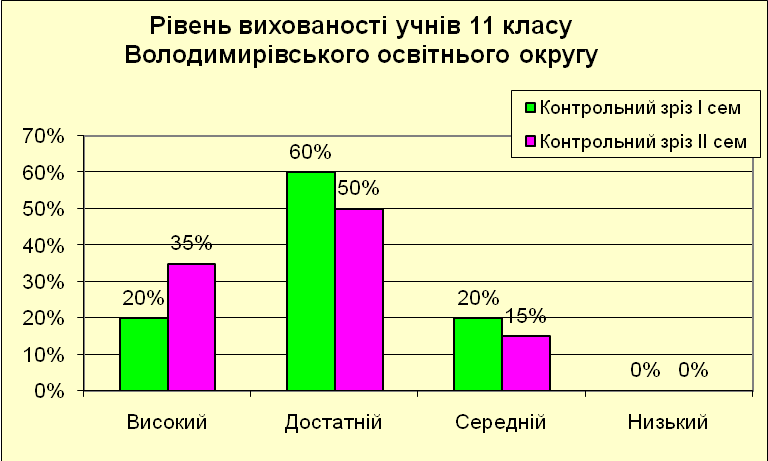 Рівень вихованості учнів 11 класу
Володимирівського освітнього округу
Контрольний зріз І сем
Контрольний зріз ІІ сем
70%
60%
50%
40%
30%
20%
10%
0%
20%
35%
60%
50%
20%
15%
0%
0%
Високий
Достатній
Середній
Низький